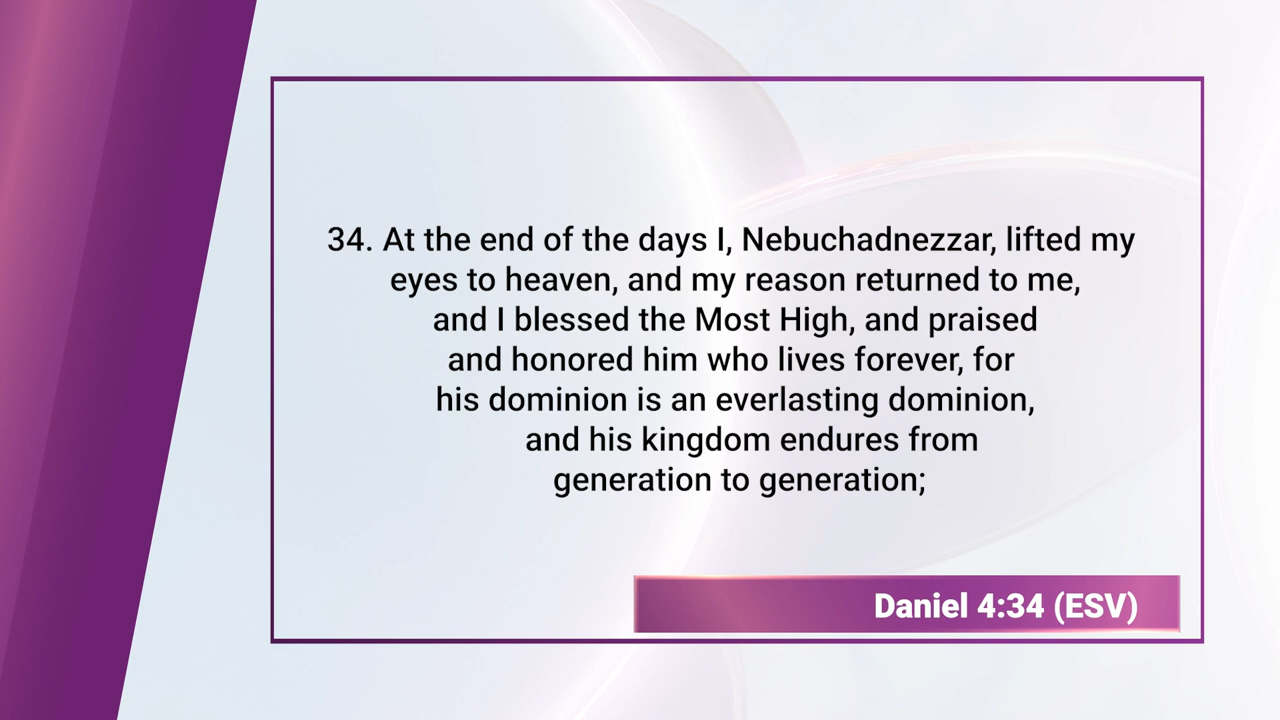 34. At the end of the days I, Nebuchadnezzar, lifted my
eyes to heaven, and my reason returned to me,
and I blessed the Most High, and praised
and honored him who lives forever, for
his dominion is an everlasting dominion,
and his kingdom endures from
generation to generation;
Daniel 4:34 (ESV)